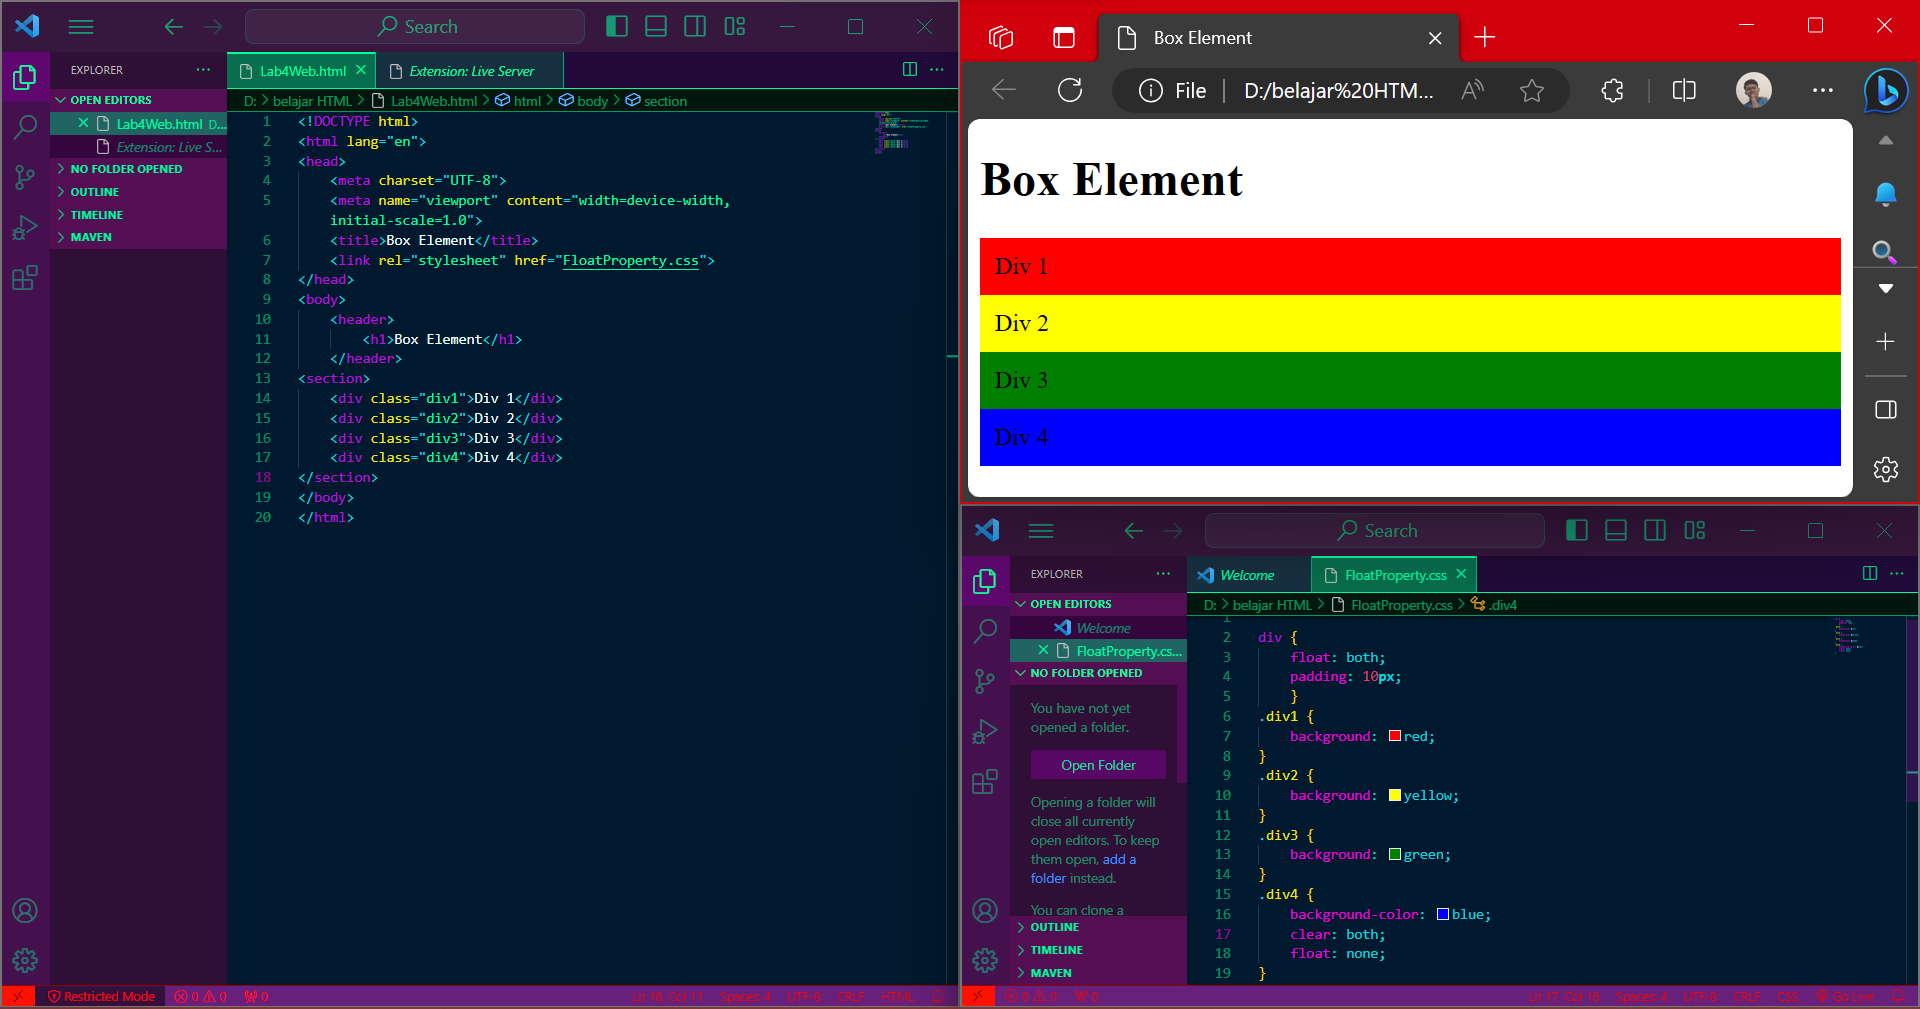 Search
EXPLORER
OPEN EDITORS
Lab4Web.html D...
Extension: Live S...
NO FOLDER OPENED
OUTLINE
TIMELINE
MAVEN
Lab4Web.html
Extension: Live Server
D: > belajar HTML > Lab4Web.html > html > body > section
1 <!DOCTYPE html>
2 <html lang="en">
3 <head>
4 <meta charset="UTF-8">
5 <meta name="viewport" content="width=device-width,
initial-scale=1.0">
6 <title>Box Element</title>
7 <link rel="stylesheet" href="FloatProperty.css">
8 </head>
9 <body>
10 <header>
11 <h1>Box Element</h1>
12 </header>
13 <section>
14 <div class="div1">Div 1</div>
15 <div class="div2">Div 2</div>
16 <div class="div3">Div 3</div>
17 <div class="div4">Div 4</div>
18 </section>
19 </body>
20 </html>
Restricted Mode 0 0 0
Ln 18, Col 11 Spaces: 4 UTF-8 CRLF HTML
Box Element
File | D:/belajar%20HTM...
Box Element
Div 1
Div 2
Div 3
Div 4
Search
EXPLORER
OPEN EDITORS
Welcome
FloatProperty.cs...
NO FOLDER OPENED
You have not yet
opened a folder.
Open Folder
Opening a folder will
close all currently
open editors. To keep
them open, add a
folder instead.
You can clone a
OUTLINE
TIMELINE
MAVEN
Welcome
FloatProperty.css
D: > belajar HTML > FloatProperty.css > .div4
1
2 div {
3 float: both;
4 padding: 10px;
5 }
6 .div1 {
7 background: red;
8 }
9 .div2 {
10 background: yellow;
11 }
12 .div3 {
13 background: green;
14 }
15 .div4 {
16 background-color: blue;
17 clear: both;
18 float: none;
19 }
0 0 0
Ln 17, Col 16 Spaces: 4 UTF-8 CRLF CSS Go Live